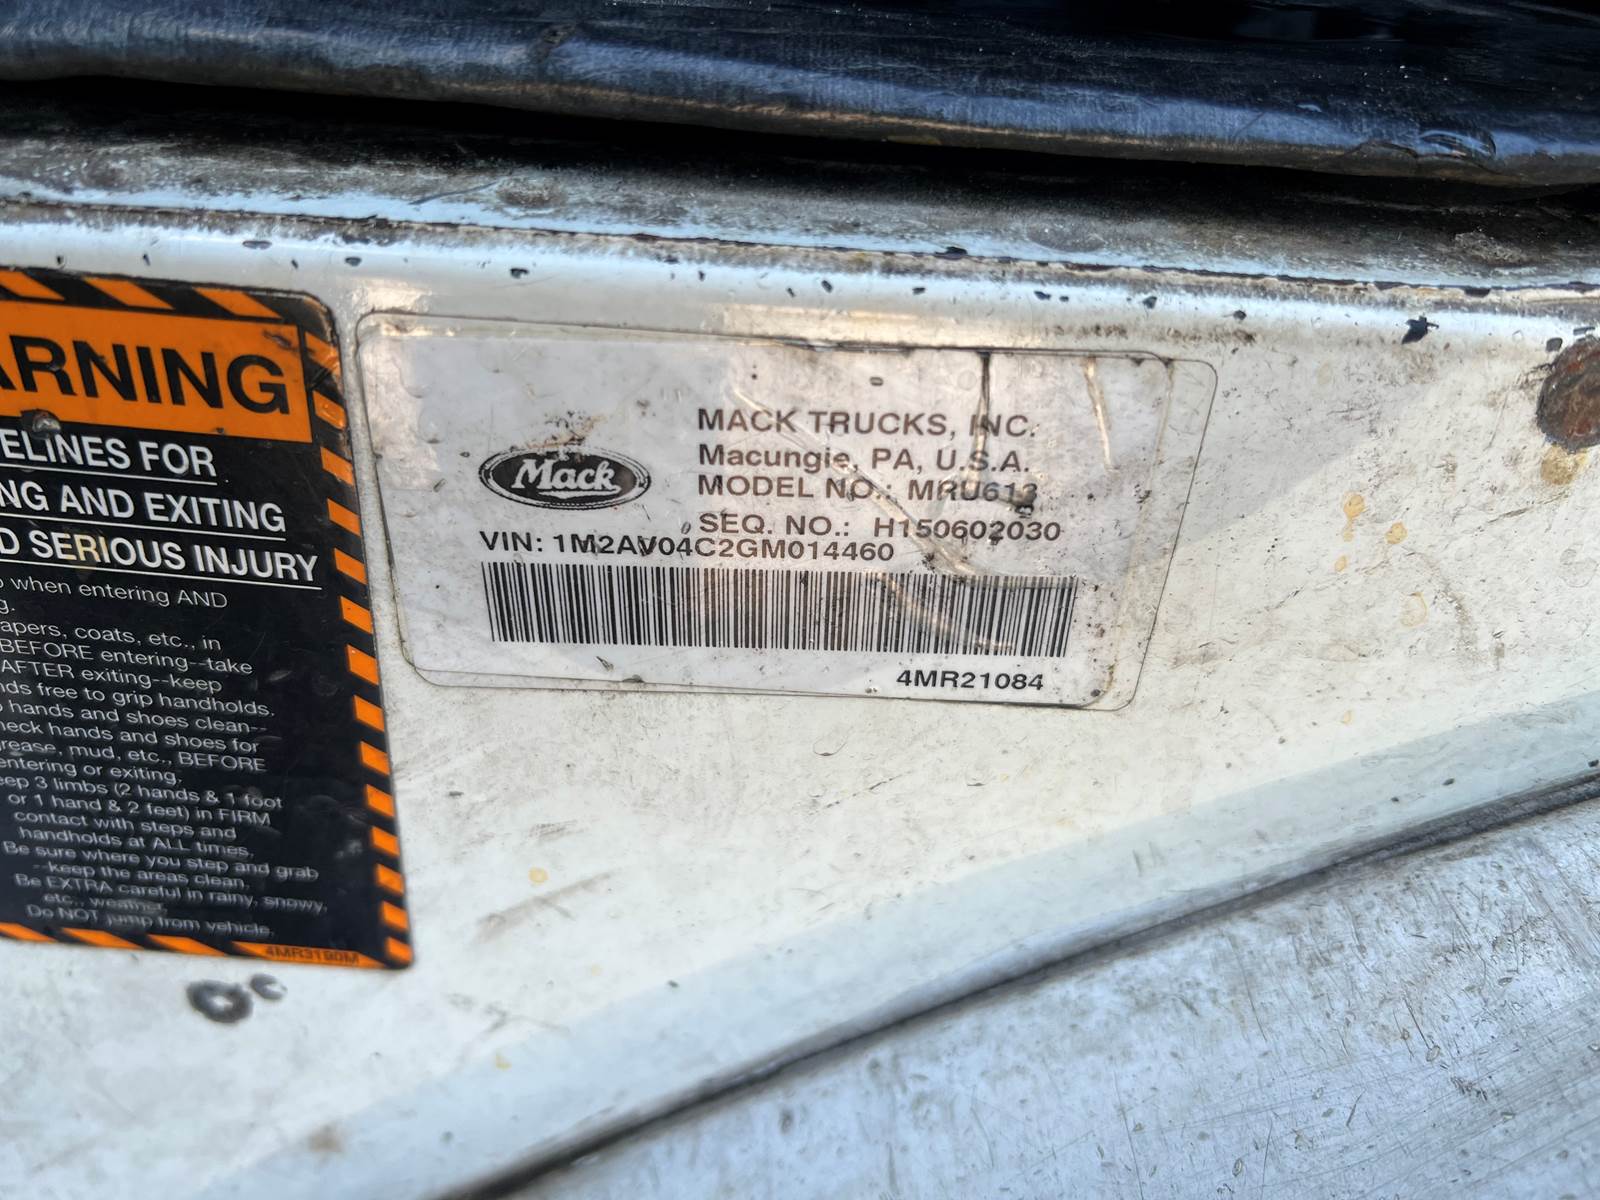 ARNING
ELINES FOR
NG AND EXITING
D SERIOUS INJURY
when entering AND
g.
apers, coats, etc., in
BEFORE entering--take
AFTER exiting--keep
nds free to grip handholds.
hands and shoes clean--
heck hands and shoes for
grease, mud, etc., BEFORE
entering or exiting.
eep 3 limbs (2 hands & 1 foot
or 1 hand & 2 feet) in FIRM
contact with steps and
handholds at ALL times.
Be sure where you step and grab
--keep the areas clean.
Be EXTRA careful in rainy, snowy,
etc., weather.
Do NOT jump from vehicle.
4MR3190M
Mack
MACK TRUCKS, INC.
Macungie, PA, U.S.A.
MODEL NO.: MRU613
SEQ. NO.: H150602030
VIN: 1M2AV04C2GM014460
4MR21084